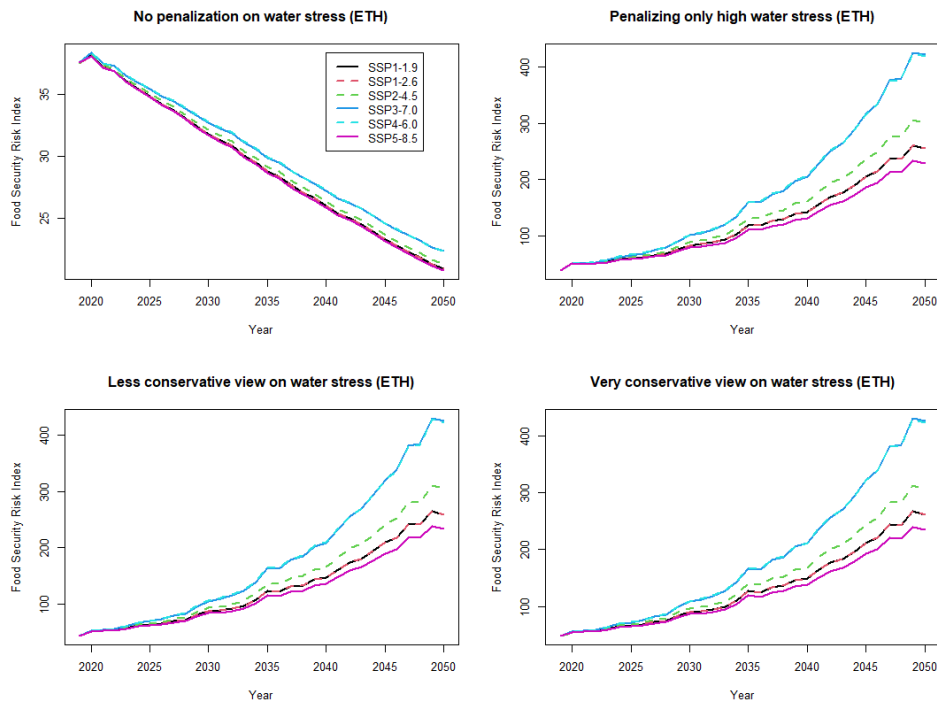 No penalization on water stress (ETH)
Food Security Risk Index
35
30
25
2020 2025 2030 2035 2040 2045 2050
Year
SSP1-1.9
SSP1-2.6
SSP2-4.5
SSP3-7.0
SSP4-6.0
SSP5-8.5
Penalizing only high water stress (ETH)
Food Security Risk Index
400
300
200
100
2020 2025 2030 2035 2040 2045 2050
Year
Less conservative view on water stress (ETH)
Food Security Risk Index
400
300
200
100
2020 2025 2030 2035 2040 2045 2050
Year
Very conservative view on water stress (ETH)
Food Security Risk Index
400
300
200
100
2020 2025 2030 2035 2040 2045 2050
Year